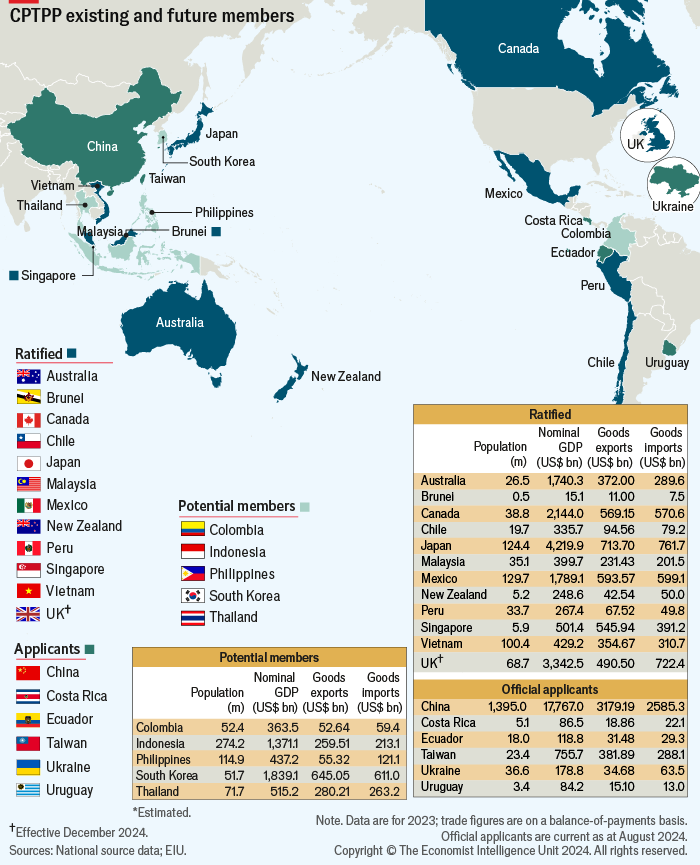 CPTPP existing and future members
Canada
China
Japan
South Korea
Taiwan
Vietnam
Thailand
Philippines
Malaysia
Brunei
Singapore
Australia
New Zealand
UK
Ukraine
Mexico
Costa Rica
Colombia
Ecuador
Peru
Chile
Uruguay
Ratified
Australia
Brunei
Canada
Chile
Japan
Malaysia
Mexico
New Zealand
Peru
Singapore
Vietnam
UK†
Applicants
China
Costa Rica
Ecuador
Taiwan
Ukraine
Uruguay
Potential members
Colombia
Indonesia
Philippines
South Korea
Thailand
Potential members
Population (m) Nominal GDP (US$ bn) Goods exports (US$ bn) Goods imports (US$ bn)
Colombia 52.4 363.5 52.64 59.4
Indonesia 274.2 1,371.1 259.51 213.1
Philippines 114.9 437.2 55.32 121.1
South Korea 51.7 1,839.1 645.05 611.0
Thailand 71.7 515.2 280.21 263.2
*Estimated.
Ratified
Population (m) Nominal GDP (US$ bn) Goods exports (US$ bn) Goods imports (US$ bn)
Australia 26.5 1,740.3 372.00 289.6
Brunei 0.5 15.1 11.00 7.5
Canada 38.8 2,144.0 569.15 570.6
Chile 19.7 335.7 94.56 79.2
Japan 124.4 4,219.9 713.70 761.7
Malaysia 35.1 399.7 231.43 201.5
Mexico 129.7 1,789.1 593.57 599.1
New Zealand 5.2 248.6 42.54 50.0
Peru 33.7 267.4 67.52 49.8
Singapore 5.9 501.4 545.94 391.2
Vietnam 100.4 429.2 354.67 310.7
UK† 68.7 3,342.5 490.50 722.4
Official applicants
China 1,395.0 17,767.0 3179.19 2585.3
Costa Rica 5.1 86.5 18.86 22.1
Ecuador 18.0 118.8 31.48 29.3
Taiwan 23.4 755.7 381.89 288.1
Ukraine 36.6 178.8 34.68 63.5
Uruguay 3.4 84.2 15.10 13.0
†Effective December 2024.
Sources: National source data; EIU.
Note. Data are for 2023; trade figures are on a balance-of-payments basis.
Official applicants are current as at August 2024.
Copyright © The Economist Intelligence Unit 2024. All rights reserved.